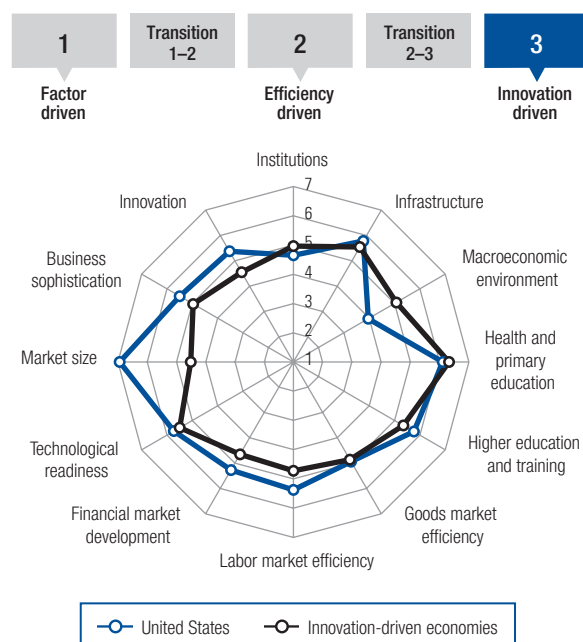 1
Transition
1–2
2
Transition
2–3
3
Factor
driven
Efficiency
driven
Innovation
driven
Institutions
7
Innovation
Infrastructure
6
5
Business
sophistication
Macroeconomic
environment
4
3
2
Market size
1
Health and
primary
education
Technological
readiness
Higher education
and training
Financial market
development
Goods market
efficiency
Labor market efficiency
United States
Innovation-driven economies